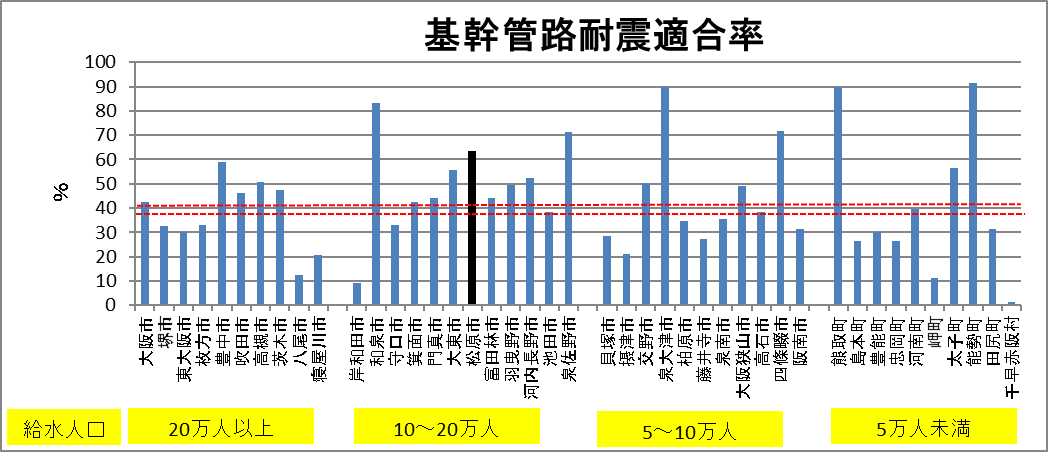 基幹管路耐震適合率
%
100
90
80
70
60
50
40
30
20
10
0
大阪市
堺市
東大阪市
枚方市
豊中市
吹田市
高槻市
茨木市
八尾市
寝屋川市
岸和田市
和泉市
守口市
箕面市
門真市
大東市
松原市
富田林市
羽曳野市
河内長野市
池田市
泉佐野市
貝塚市
摂津市
交野市
泉大津市
柏原市
藤井寺市
泉南市
大阪狭山市
高石市
四條畷市
阪南市
熊取町
島本町
豊能町
忠岡町
河南町
岬町
太子町
能勢町
田尻町
千早赤阪村
給水人口
20万人以上
10～20万人
5～10万人
5万人未満